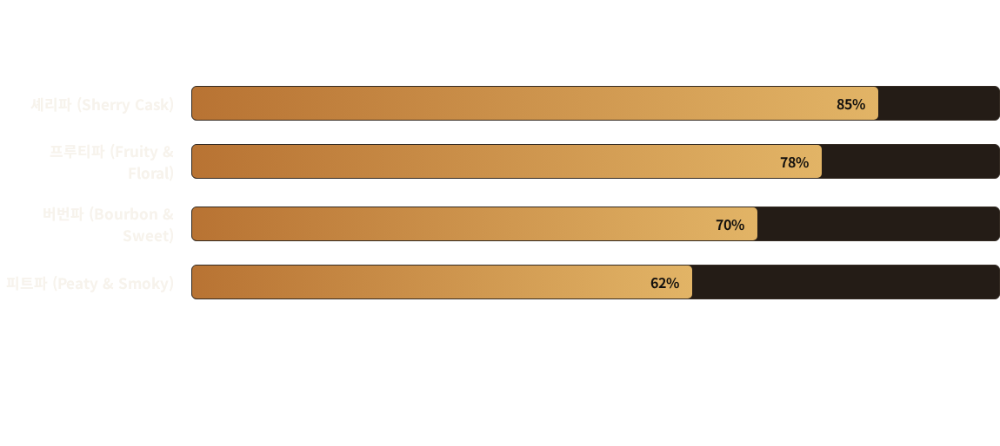 셰리파 (Sherry Cask)
85%
프루티파 (Fruity &
Floral)
78%
버번파 (Bourbon &
Sweet)
70%
피트파 (Peaty & Smoky)
62%